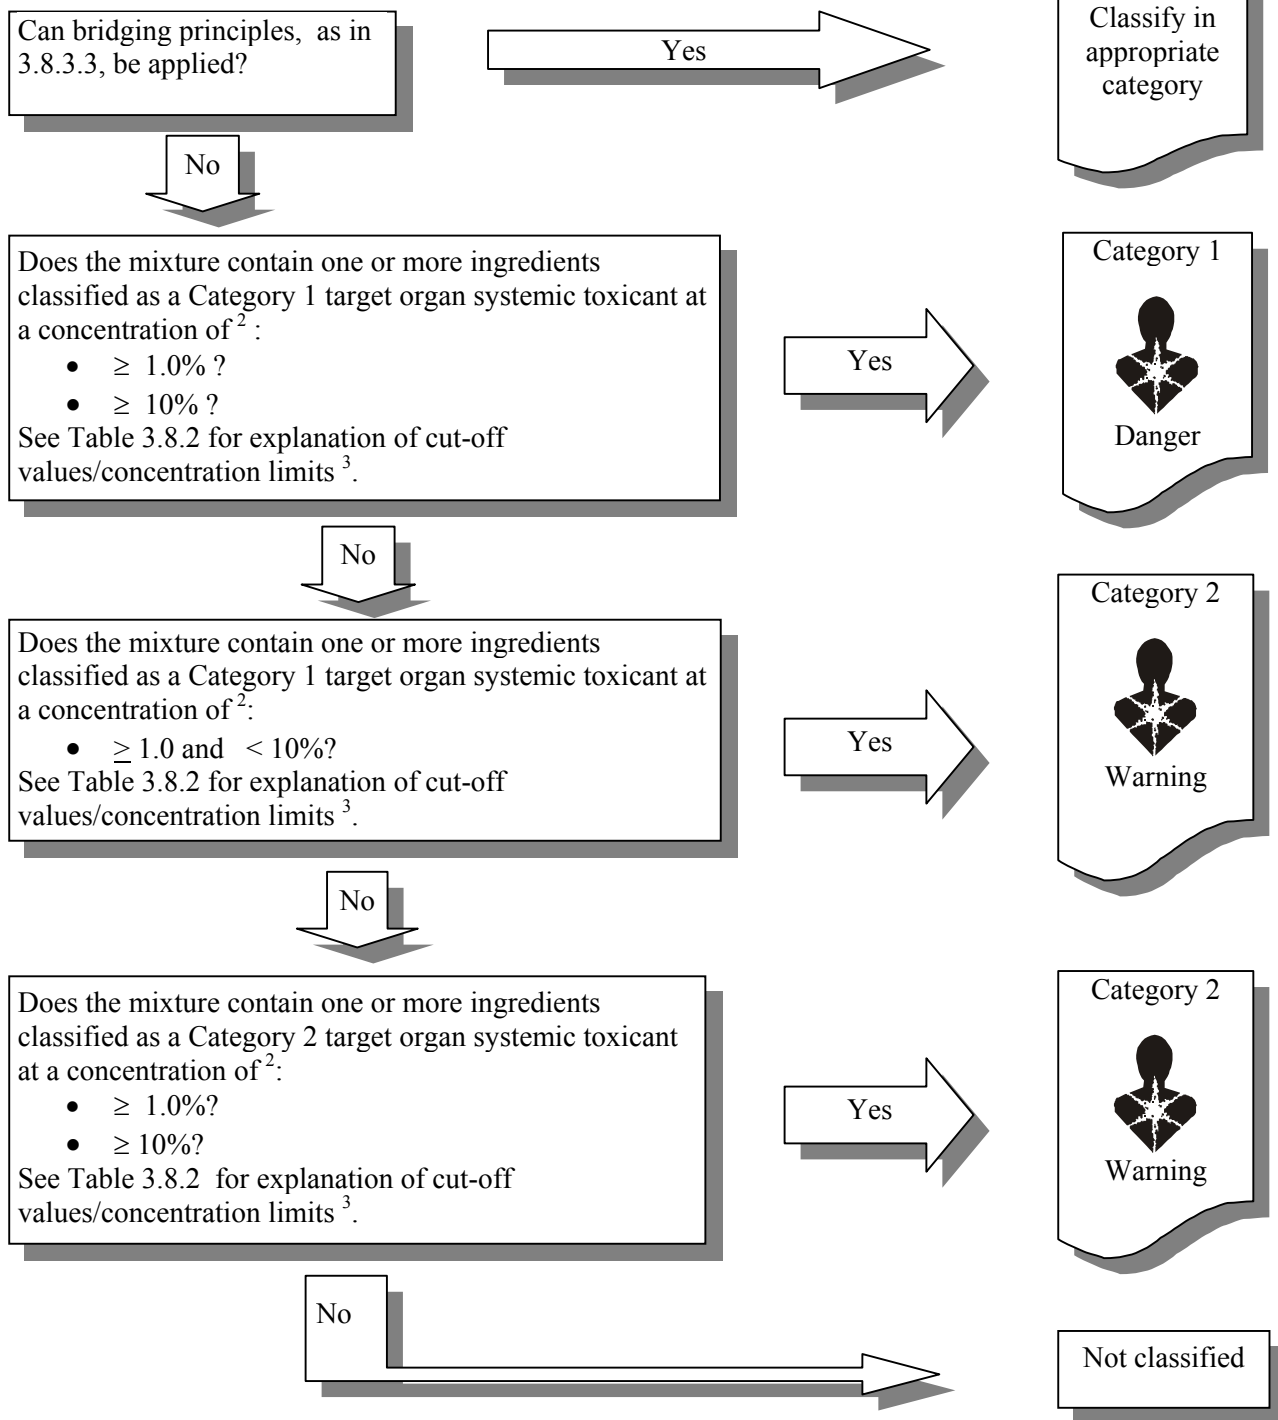 Can bridging principles,  as in
3.8.3.3, be applied?
Yes
Classify in
appropriate
category
No
Does the mixture contain one or more ingredients
classified as a Category 1 target organ systemic toxicant at
a concentration of ² :
• ≥ 1.0% ?
• ≥ 10% ?
See Table 3.8.2 for explanation of cut-off
values/concentration limits ³.
Yes
Category 1
Danger
No
Does the mixture contain one or more ingredients
classified as a Category 1 target organ systemic toxicant at
a concentration of ²:
• ≥ 1.0 and  < 10%?
See Table 3.8.2 for explanation of cut-off
values/concentration limits ³.
Yes
Category 2
Warning
No
Does the mixture contain one or more ingredients
classified as a Category 2 target organ systemic toxicant
at a concentration of ²:
• ≥ 1.0%?
• ≥ 10%?
See Table 3.8.2  for explanation of cut-off
values/concentration limits ³.
Yes
Category 2
Warning
No
Not classified